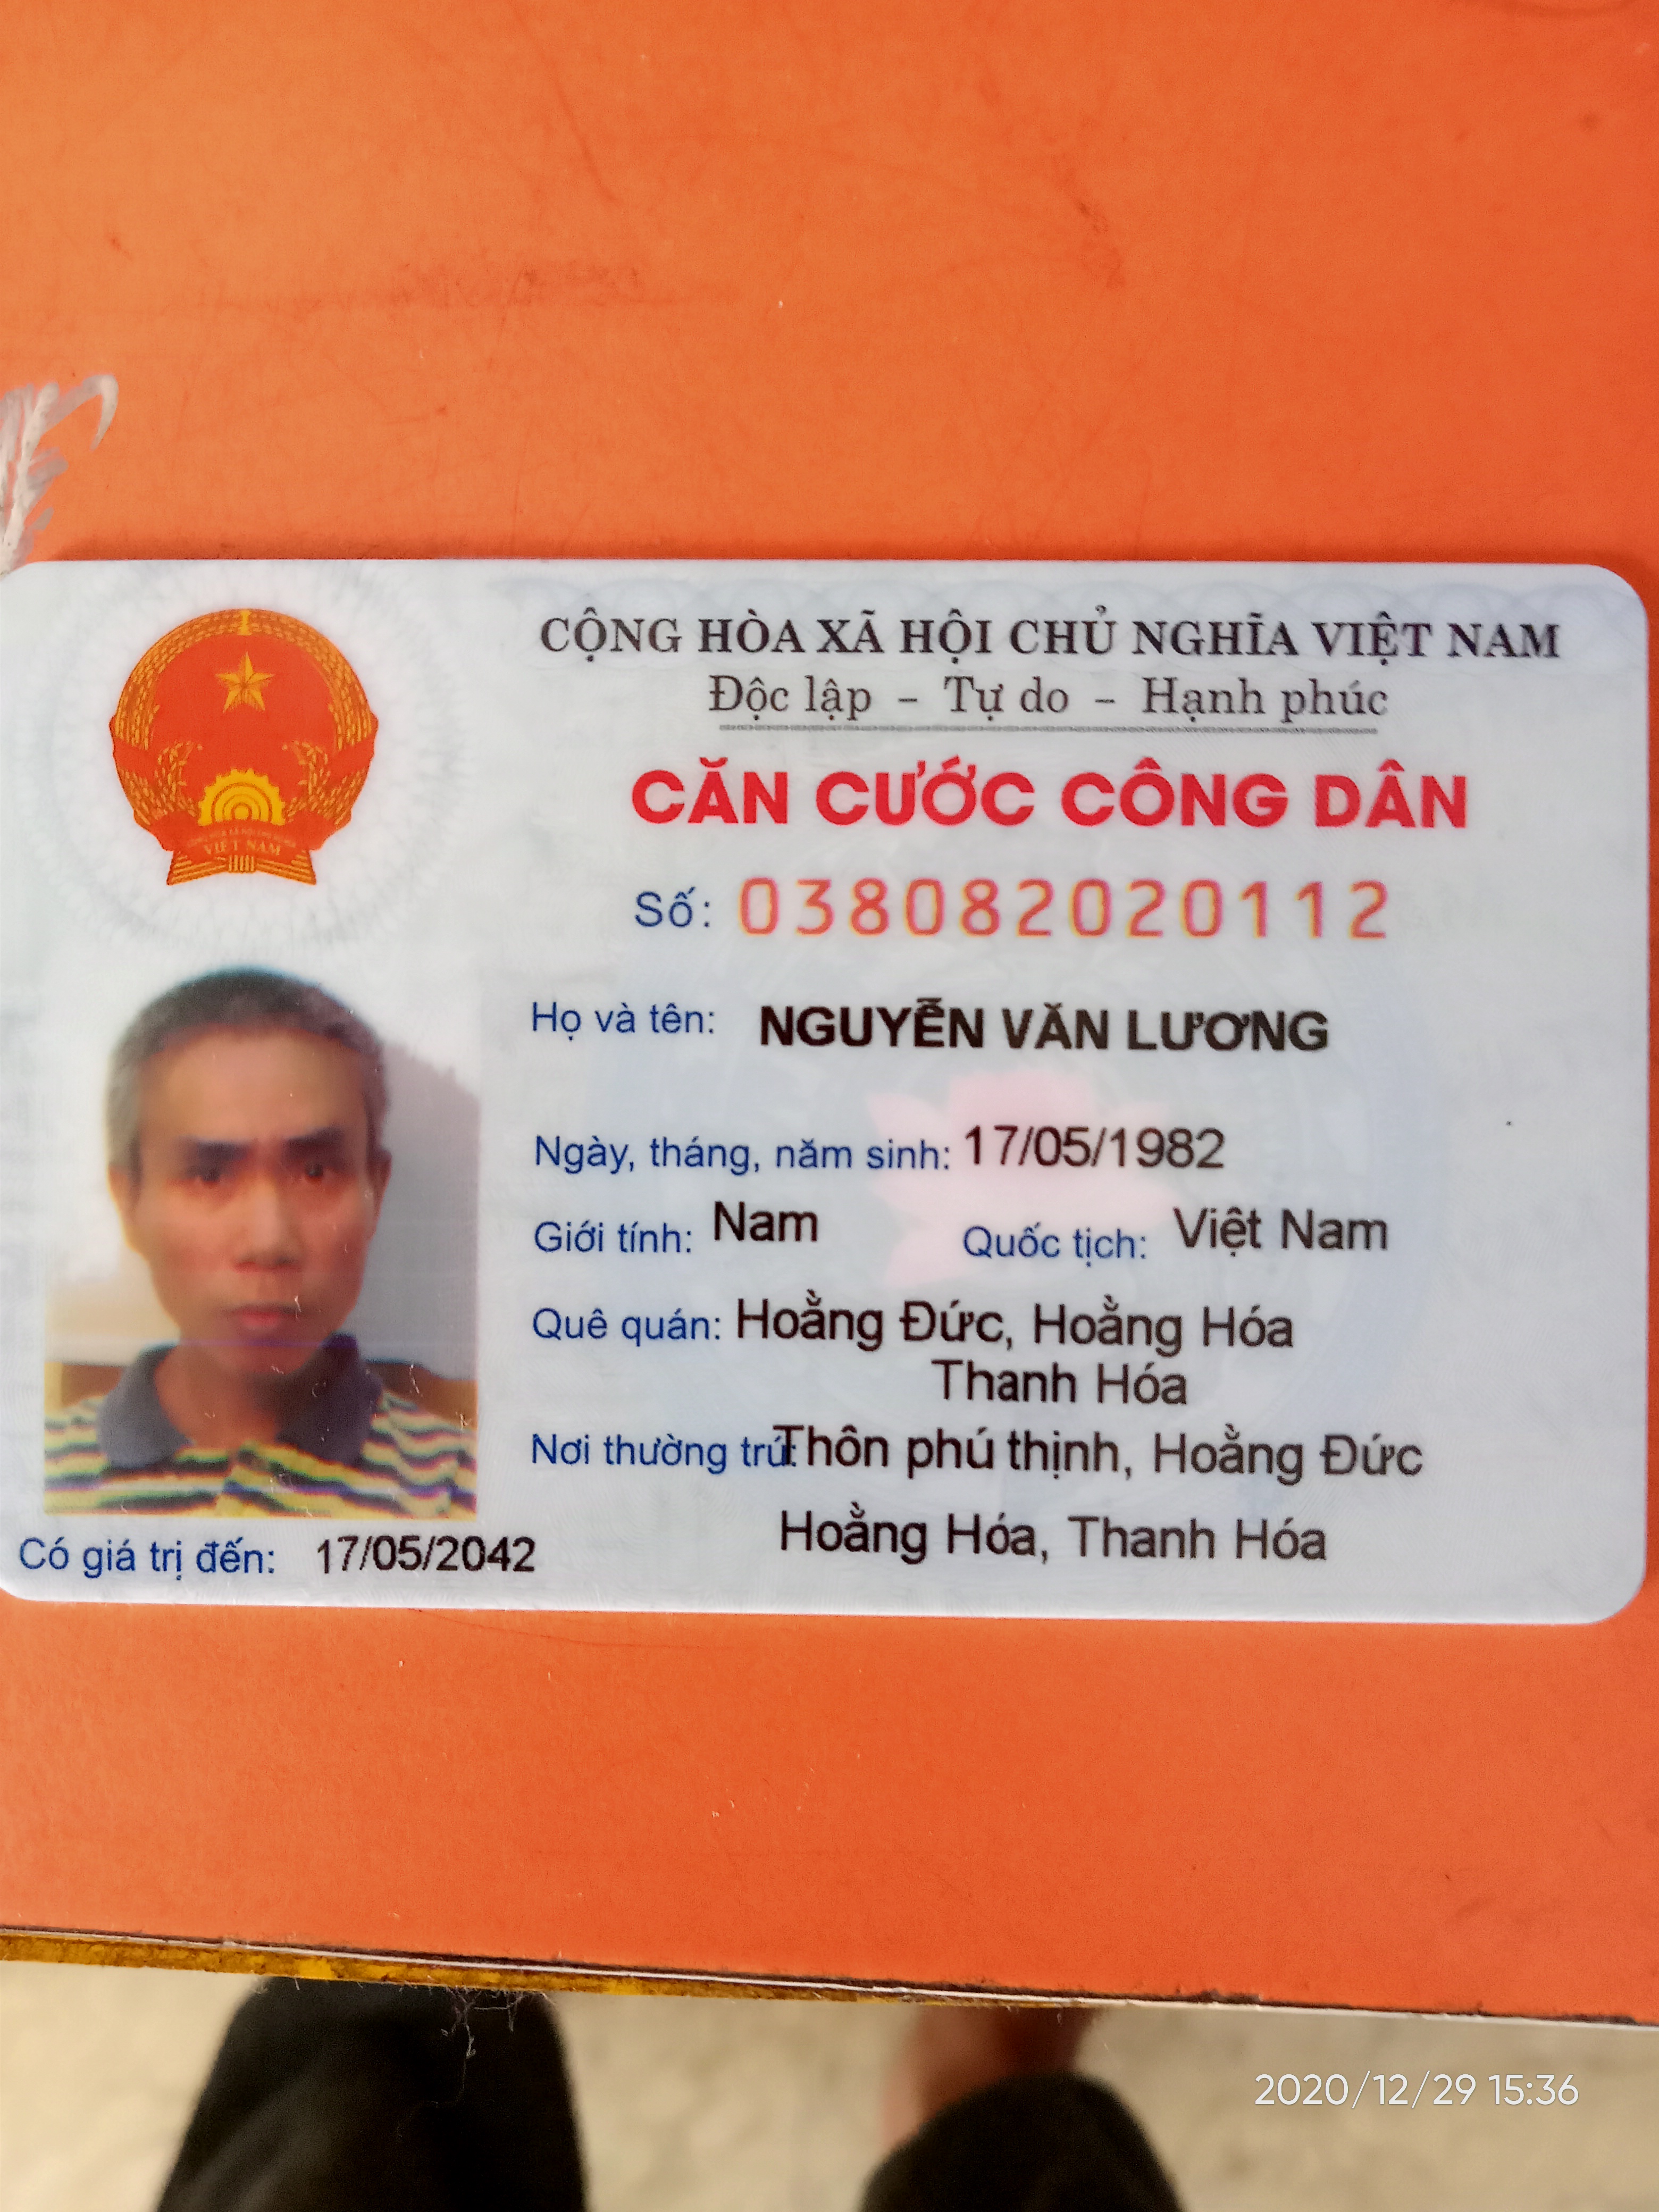 CỘNG HÒA XÃ HỘI CHỦ NGHĨA VIỆT NAM
Độc lập – Tự do – Hạnh phúc
CĂN CƯỚC CÔNG DÂN
Số: 038082020112
Họ và tên: NGUYỄN VĂN LƯƠNG
Ngày, tháng, năm sinh: 17/05/1982
Giới tính: Nam Quốc tịch: Việt Nam
Quê quán: Hoằng Đức, Hoằng Hóa
Thanh Hóa
Nơi thường trú: Thôn phú thịnh, Hoằng Đức
Hoằng Hóa, Thanh Hóa
Có giá trị đến: 17/05/2042
VIỆT NAM
2020/12/29 15:36